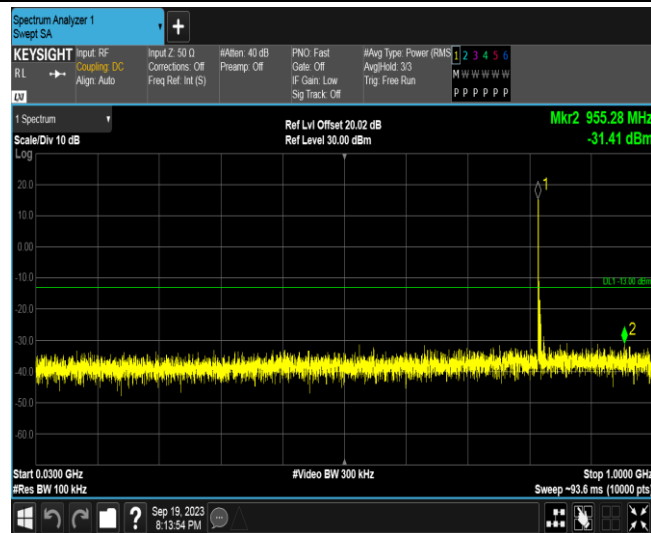 Spectrum Analyzer 1
Swept SA
+
KEYSIGHT
R L
LXI
Input: RF
Coupling: DC
Align: Auto
Input Z: 50 Ω
Corrections: Off
Freq Ref: Int (S)
#Atten: 40 dB
Preamp: Off
PNO: Fast
Gate: Off
IF Gain: Low
Sig Track: Off
#Avg Type: Power (RMS
Avg|Hold: 3/3
Trig: Free Run
1 2 3 4 5 6
M W W W W W
P P P P P P
1 Spectrum
Scale/Div 10 dB
Log
Ref Lvl Offset 20.02 dB
Ref Level 30.00 dBm
Mkr2 955.28 MHz
-31.41 dBm
20.0
10.0
0.00
-10.0
-20.0
-30.0
-40.0
-50.0
-60.0
1
DL1 -13.00 dBm
2
Start 0.0300 GHz
#Res BW 100 kHz
#Video BW 300 kHz
Stop 1.0000 GHz
Sweep ~93.6 ms (10000 pts)
?
Sep 19, 2023
8:13:54 PM